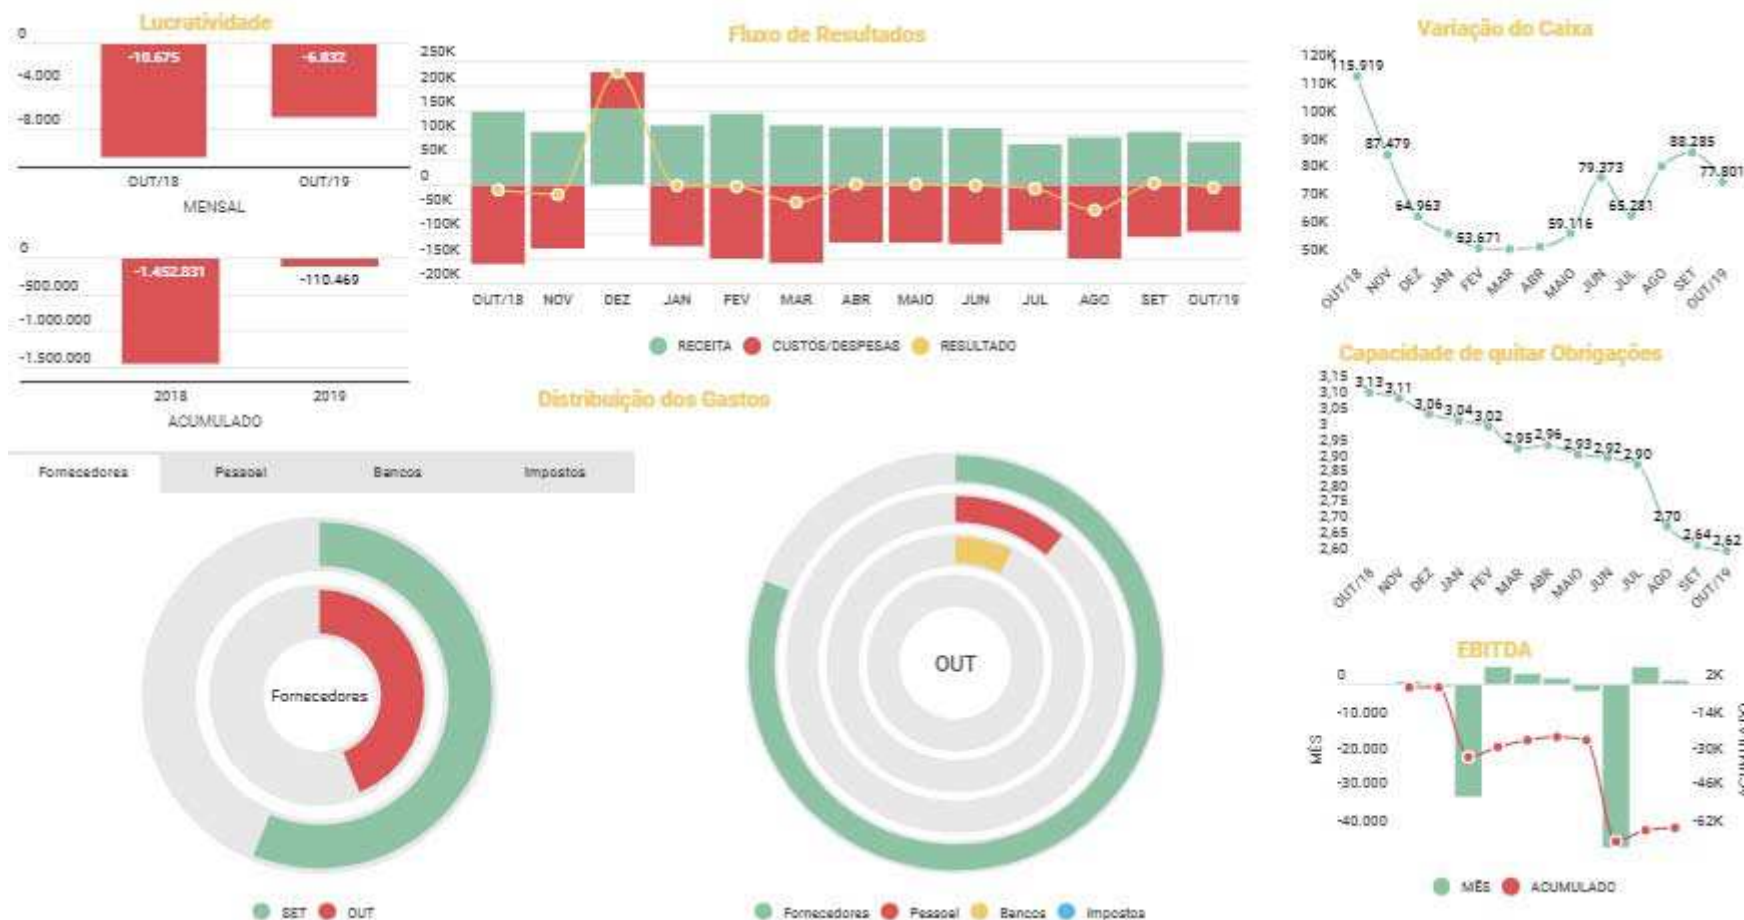 Lucratividade
0
-4.000
-8.000
-10.675
-6.832
OUT/18
OUT/19
MENSAL
0
-500.000
-1.000.000
-1.500.000
-1.452.831
-110.469
2018
2019
ACUMULADO
Fluxo de Resultados
250K
200K
150K
100K
50K
0
-50K
-100K
-150K
-200K
OUT/18 NOV DEZ JAN FEV MAR ABR MAIO JUN JUL AGO SET OUT/19
RECEITA CUSTOS/DESPESAS RESULTADO
Variação do Caixa
120K
110K
100K
90K
80K
70K
60K
50K
115.919
87.479
64.963
53.671
59.116
79.373
65.281
88.285
77.801
OUT/18 NOV DEZ JAN FEV MAR ABR MAIO JUN JUL AGO SET OUT/19
Capacidade de quitar Obrigações
3,15
3,10
3,05
3
2,95
2,90
2,85
2,80
2,75
2,70
2,65
2,60
3,13 3,11 3,06 3,04 3,02 2,95 2,96 2,93 2,92 2,90 2,70 2,64 2,62
OUT/18 NOV DEZ JAN FEV MAR ABR MAIO JUN JUL AGO SET OUT/19
Distribuição dos Gastos
Fornecedores Pessoel Bancos Impostos
Fornecedores
SET OUT
OUT
Fornecedores Pessoel Bancos Impostos
EBITDA
0
-10.000
-20.000
-30.000
-40.000
MÊS
2K
-14K
-30K
-46K
-62K
ACUMULADO
MÊS ACUMULADO